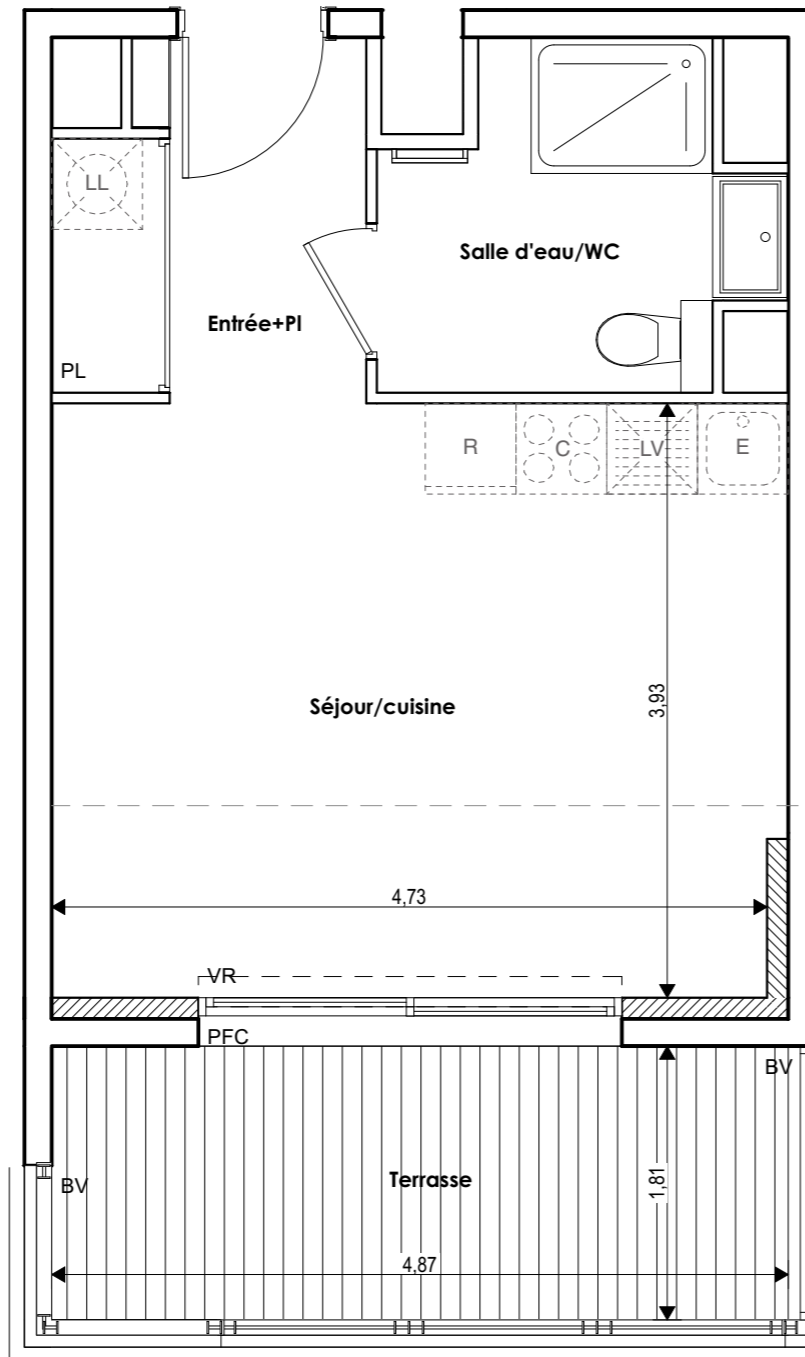 LL
Salle d'eau/WC
Entrée+Pl
PL
R
C
LV
E
Séjour/cuisine
3,93
4,73
VR
PFC
BV
BV
Terrasse
1,81
4,87